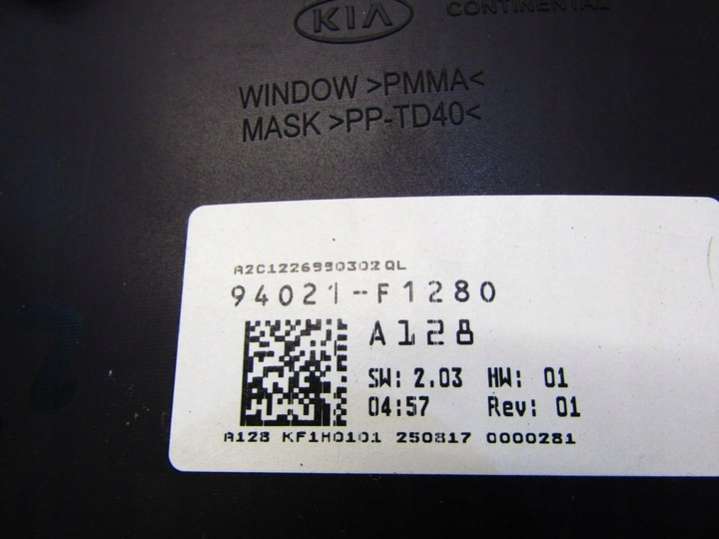 KIA
CONTINENTAL
WINDOW >PMMA<
MASK >PP-TD40<
A2C1226990302QL
94021-F1280
A128
SW: 2.03 HW: 01
04:57 Rev: 01
A128 KF1H0101 250817 0000281